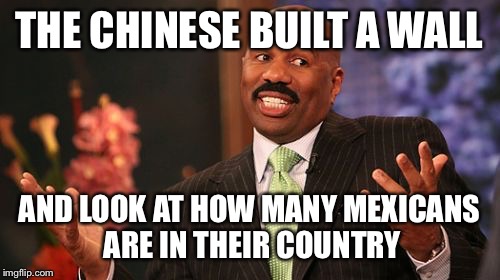 THE CHINESE BUILT A WALL
AND LOOK AT HOW MANY MEXICANS
ARE IN THEIR COUNTRY
imgflip.com